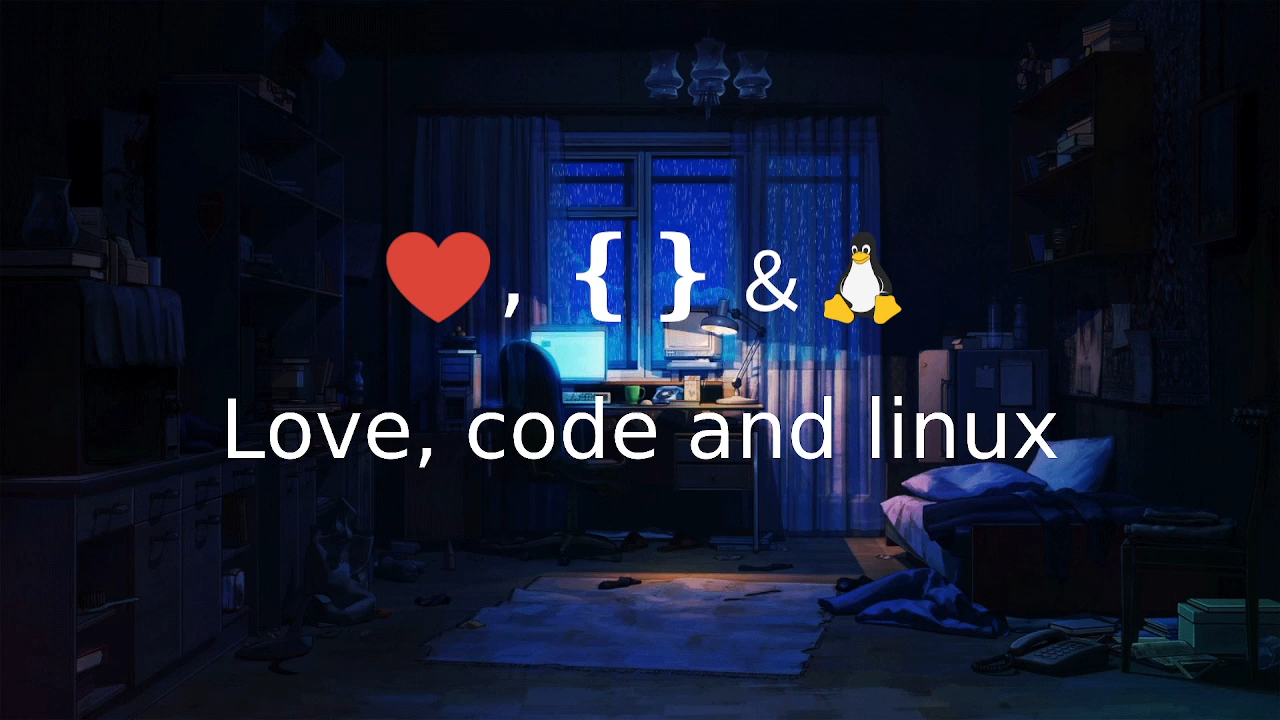 ❤️, { } & 🐧
Love, code and linux